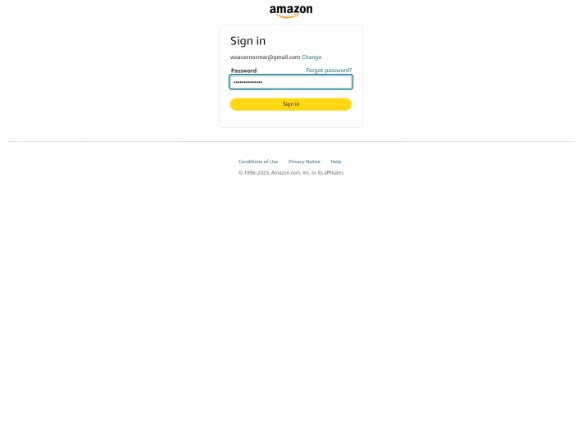 amazon
Sign in
weavernormar@gmail.com Change
Password Forgot password?
••••••••••••••
Sign in
Conditions of Use Privacy Notice Help
© 1996-2025, Amazon.com, Inc. or its affiliates